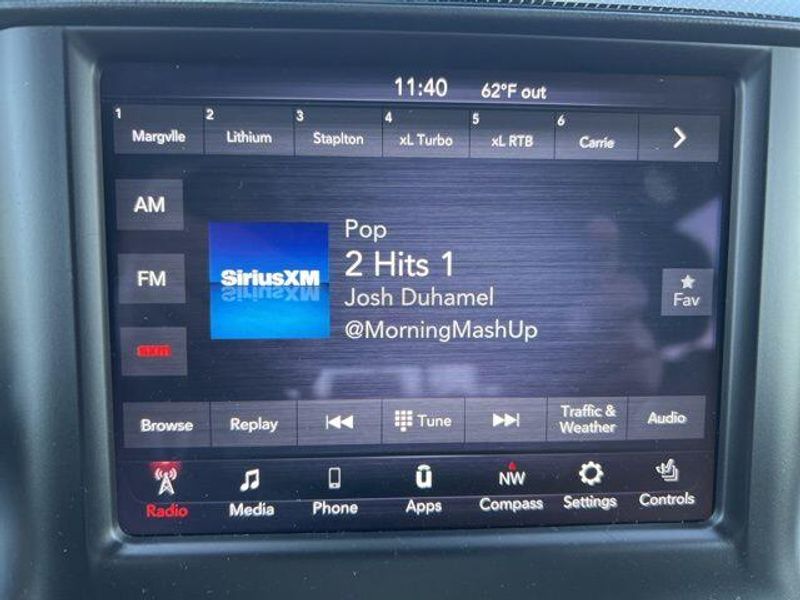 11:40 62°F out
1 2 3 4 5 6
Margvlle Lithium Staplton xL Turbo xL RTB Carrie
AM
FM
sxm
SiriusXM
Pop
2 Hits 1
Josh Duhamel
@MorningMashUp
Fav
Browse Replay Tune Traffic & Weather Audio
Radio Media Phone Apps NW Compass Settings Controls